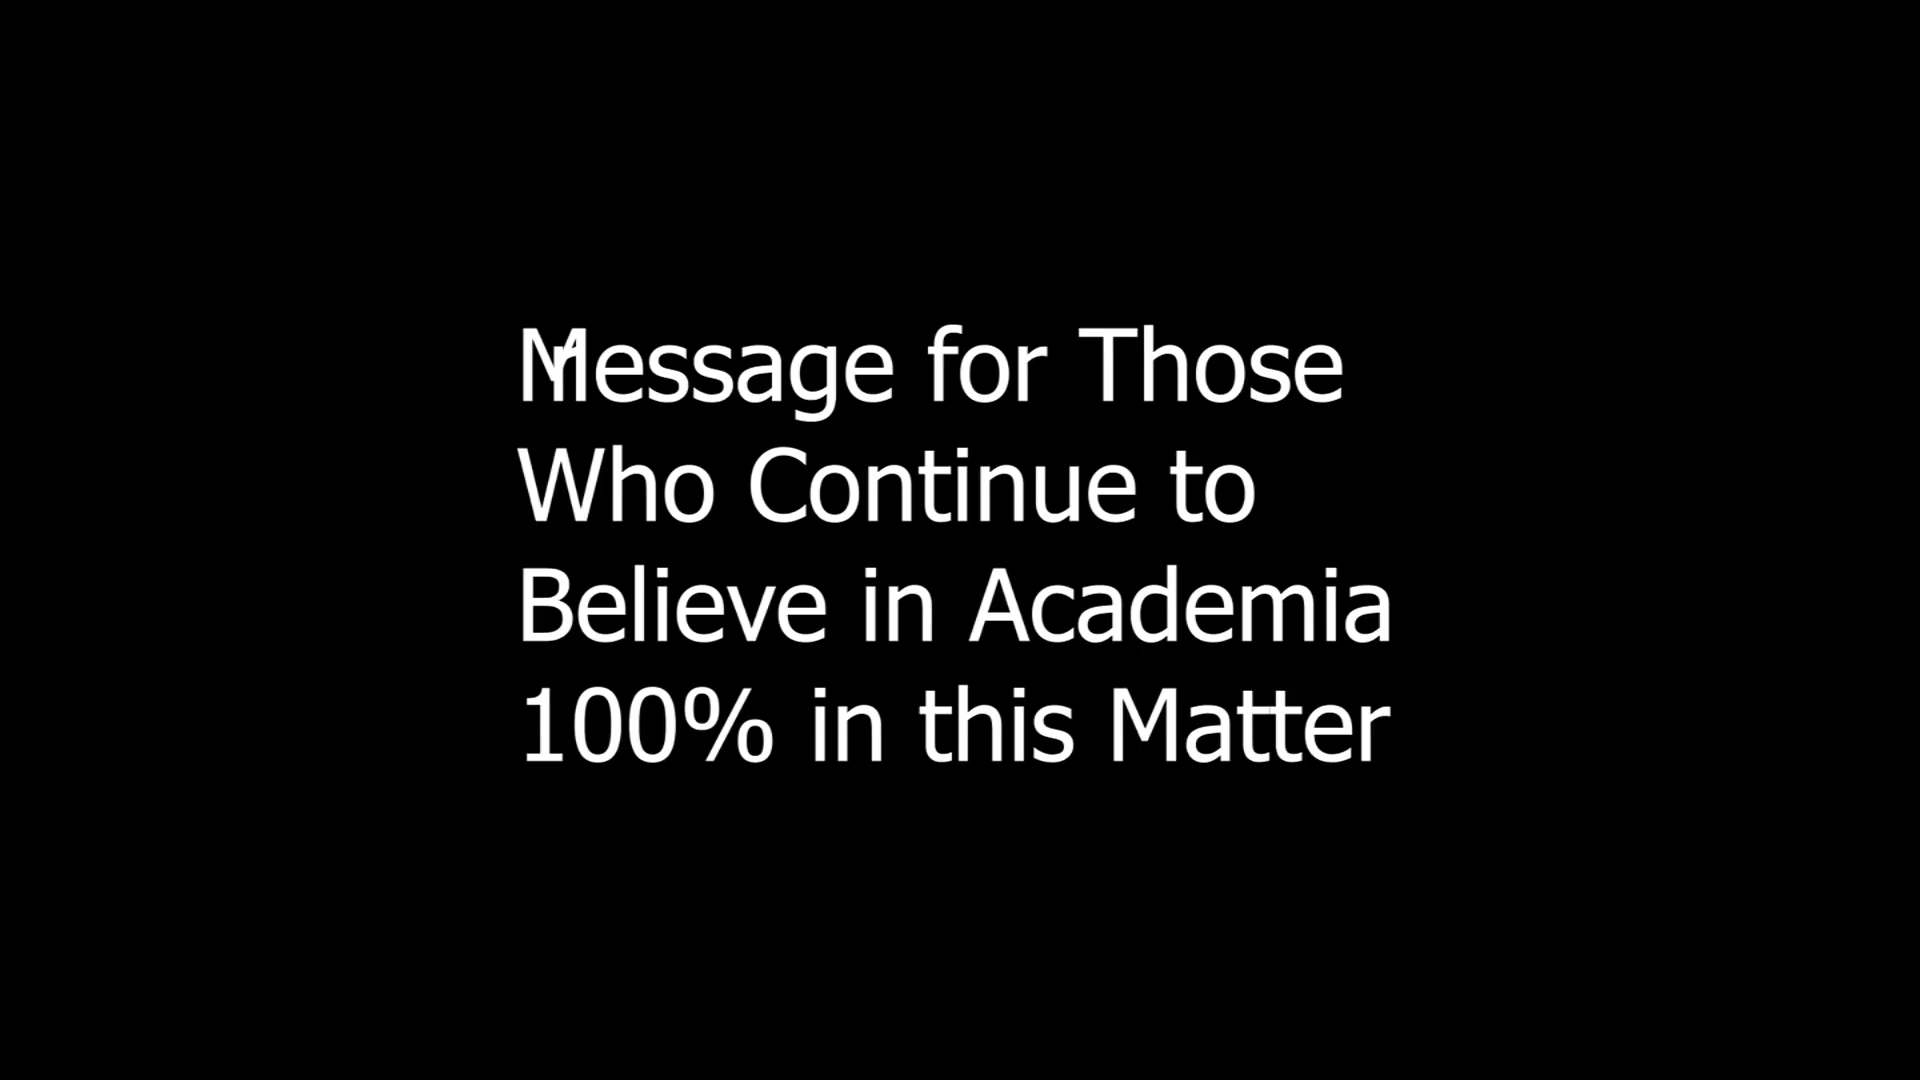 Message for Those
Who Continue to
Believe in Academia
100% in this Matter